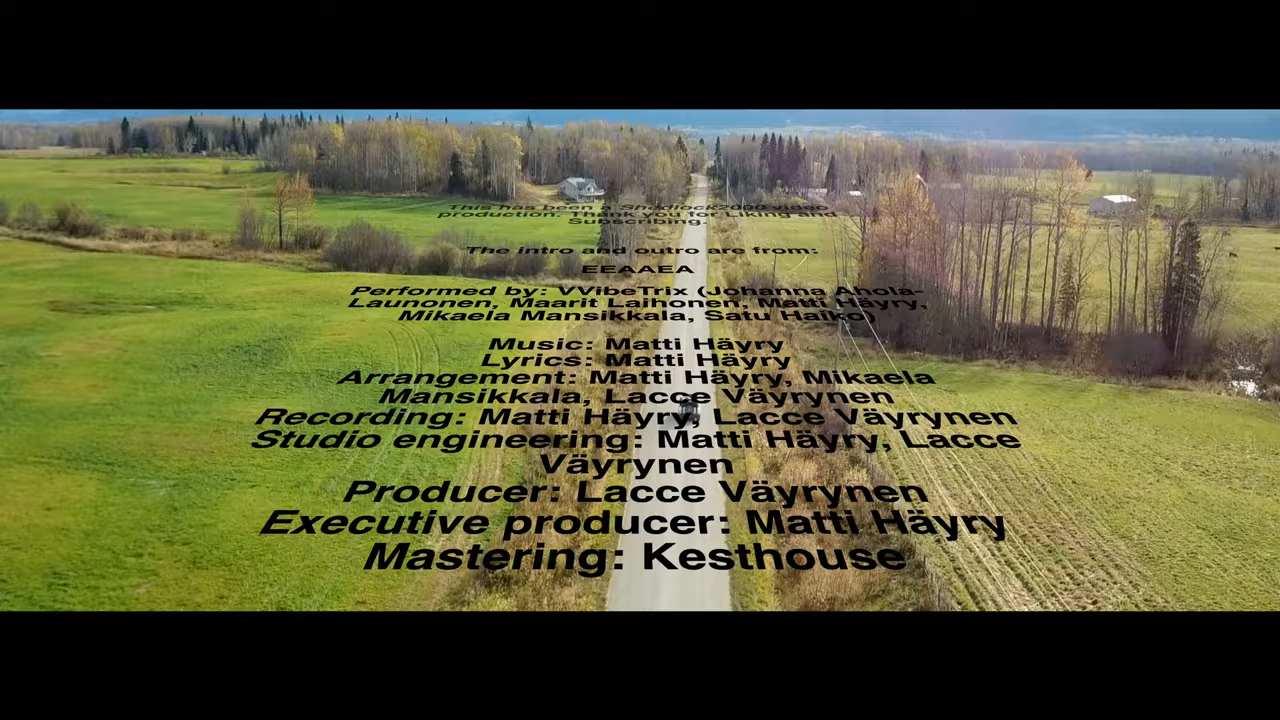 This has been a video
production. Thank you for Liking and
Subscribing.
The intro and outro are from:
EEAAEA
Performed by: VVibeTrix (Johanna Ahola-
Launonen, Maarit Laihonen, Matti Häyry,
Mikaela Mansikkala, Satu Haiko)
Music: Matti Häyry
Lyrics: Matti Häyry
Arrangement: Matti Häyry, Mikaela
Mansikkala, Lacce Väyrynen
Recording: Matti Häyry, Lacce Väyrynen
Studio engineering: Matti Häyry, Lacce
Väyrynen
Producer: Lacce Väyrynen
Executive producer: Matti Häyry
Mastering: Kesthouse